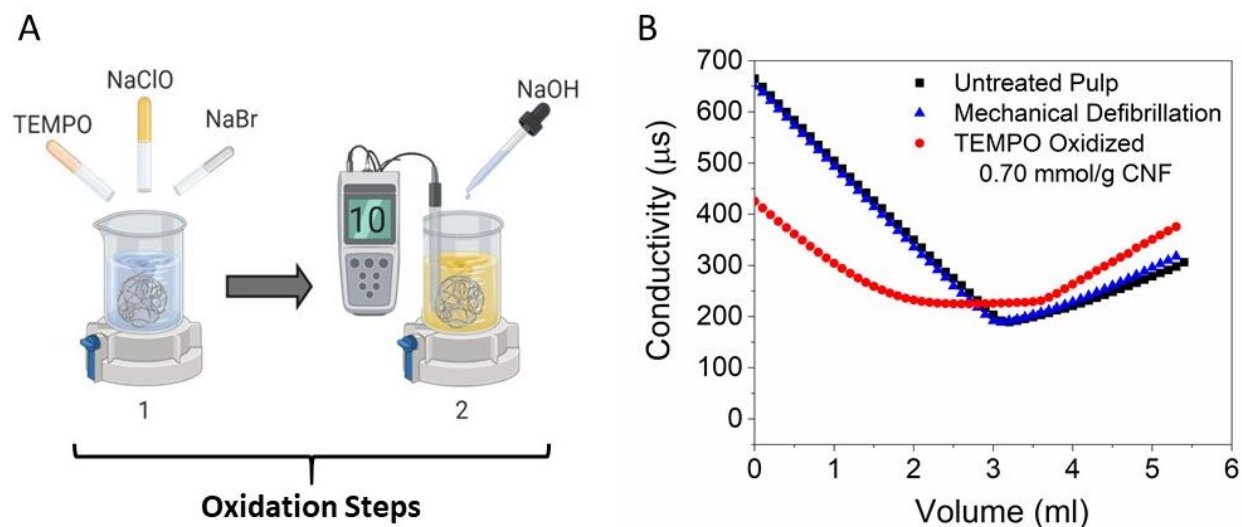 A
TEMPO
NaClO
NaBr
NaOH
10
1
2
Oxidation Steps
B
700
600
500
400
300
200
100
0
Conductivity (µs)
Untreated Pulp
Mechanical Defibrillation
TEMPO Oxidized
0.70 mmol/g CNF
0 1 2 3 4 5 6
Volume (ml)